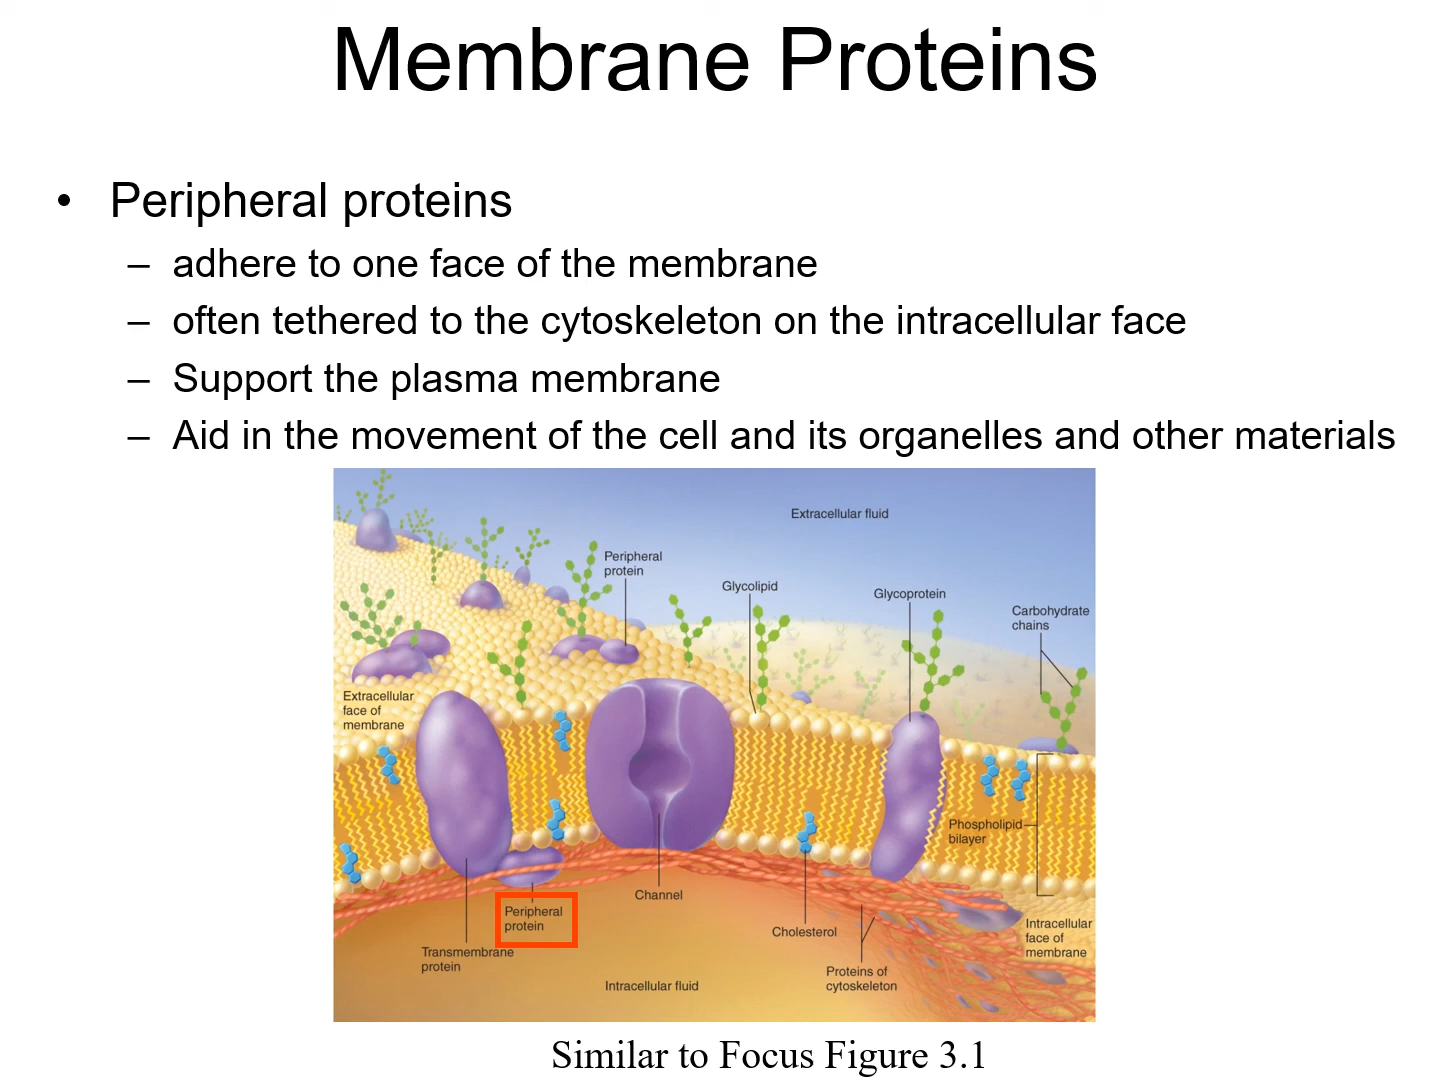 Membrane Proteins
• Peripheral proteins
– adhere to one face of the membrane
– often tethered to the cytoskeleton on the intracellular face
– Support the plasma membrane
– Aid in the movement of the cell and its organelles and other materials
Extracellular fluid
Peripheral
protein
Glycolipid
Glycoprotein
Carbohydrate
chains
Extracellular
face of
membrane
Phospholipid
bilayer
Channel
Peripheral
protein
Cholesterol
Intracellular
face of
membrane
Transmembrane
protein
Proteins of
cytoskeleton
Intracellular fluid
Similar to Focus Figure 3.1